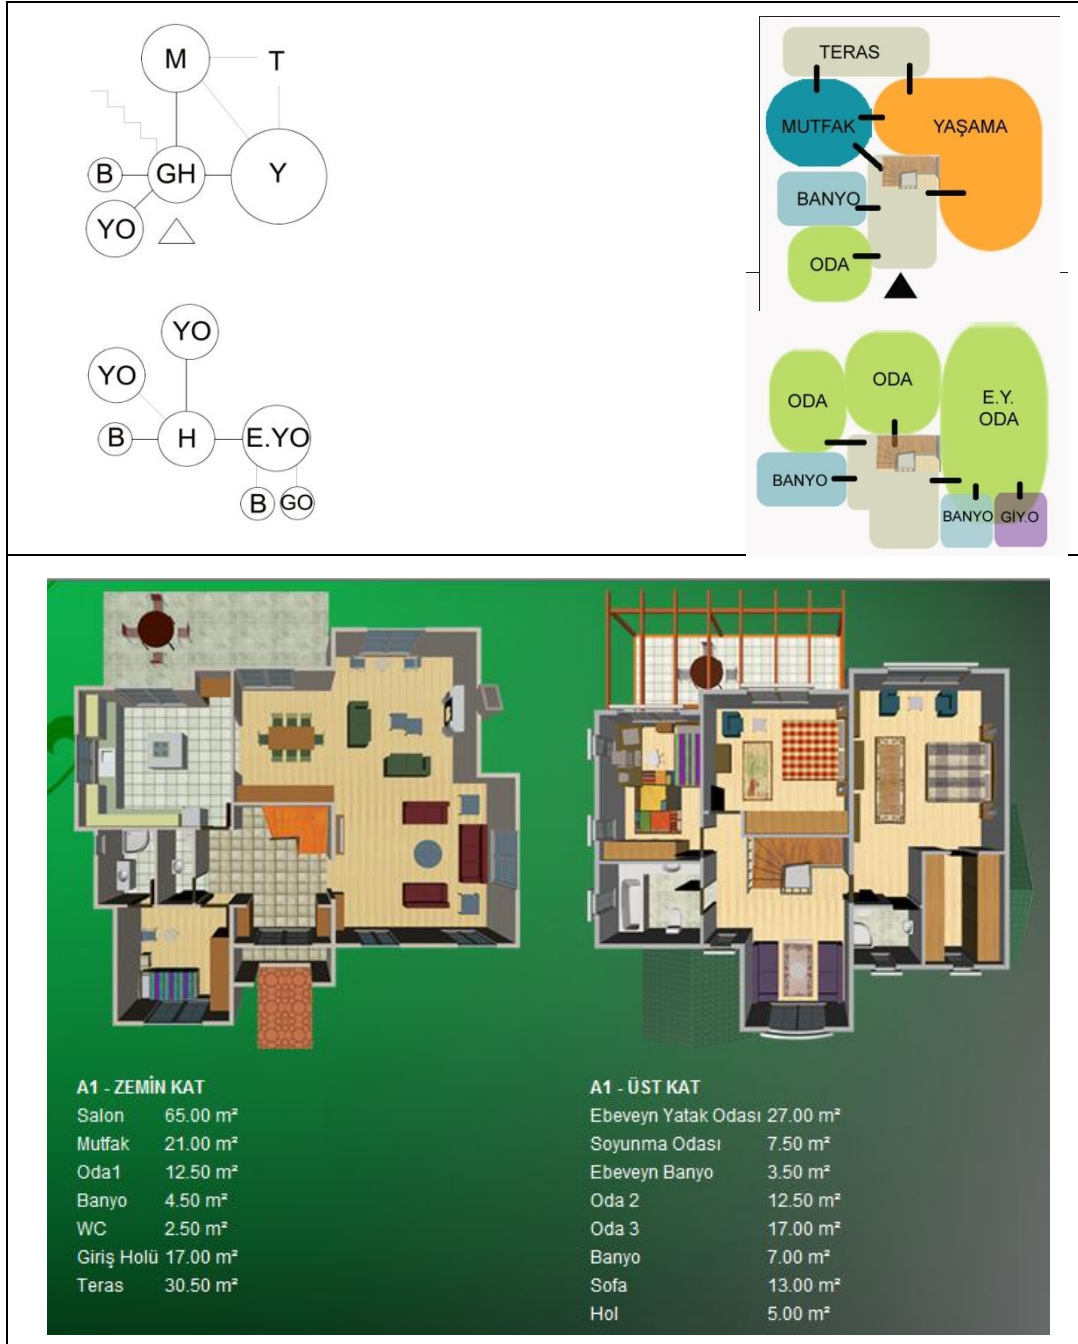 M
T
B
GH
Y
YO
YO
YO
B
H
E.YO
B
GO
TERAS
MUTFAK
YAŞAMA
BANYO
ODA
ODA
ODA
E.Y.
ODA
BANYO
BANYO
GİY.O
A1 - ZEMİN KAT
Salon 65.00 m²
Mutfak 21.00 m²
Oda1 12.50 m²
Banyo 4.50 m²
WC 2.50 m²
Giriş Holü 17.00 m²
Teras 30.50 m²
A1 - ÜST KAT
Ebeveyn Yatak Odası 27.00 m²
Soyunma Odası 7.50 m²
Ebeveyn Banyo 3.50 m²
Oda 2 12.50 m²
Oda 3 17.00 m²
Banyo 7.00 m²
Sofa 13.00 m²
Hol 5.00 m²